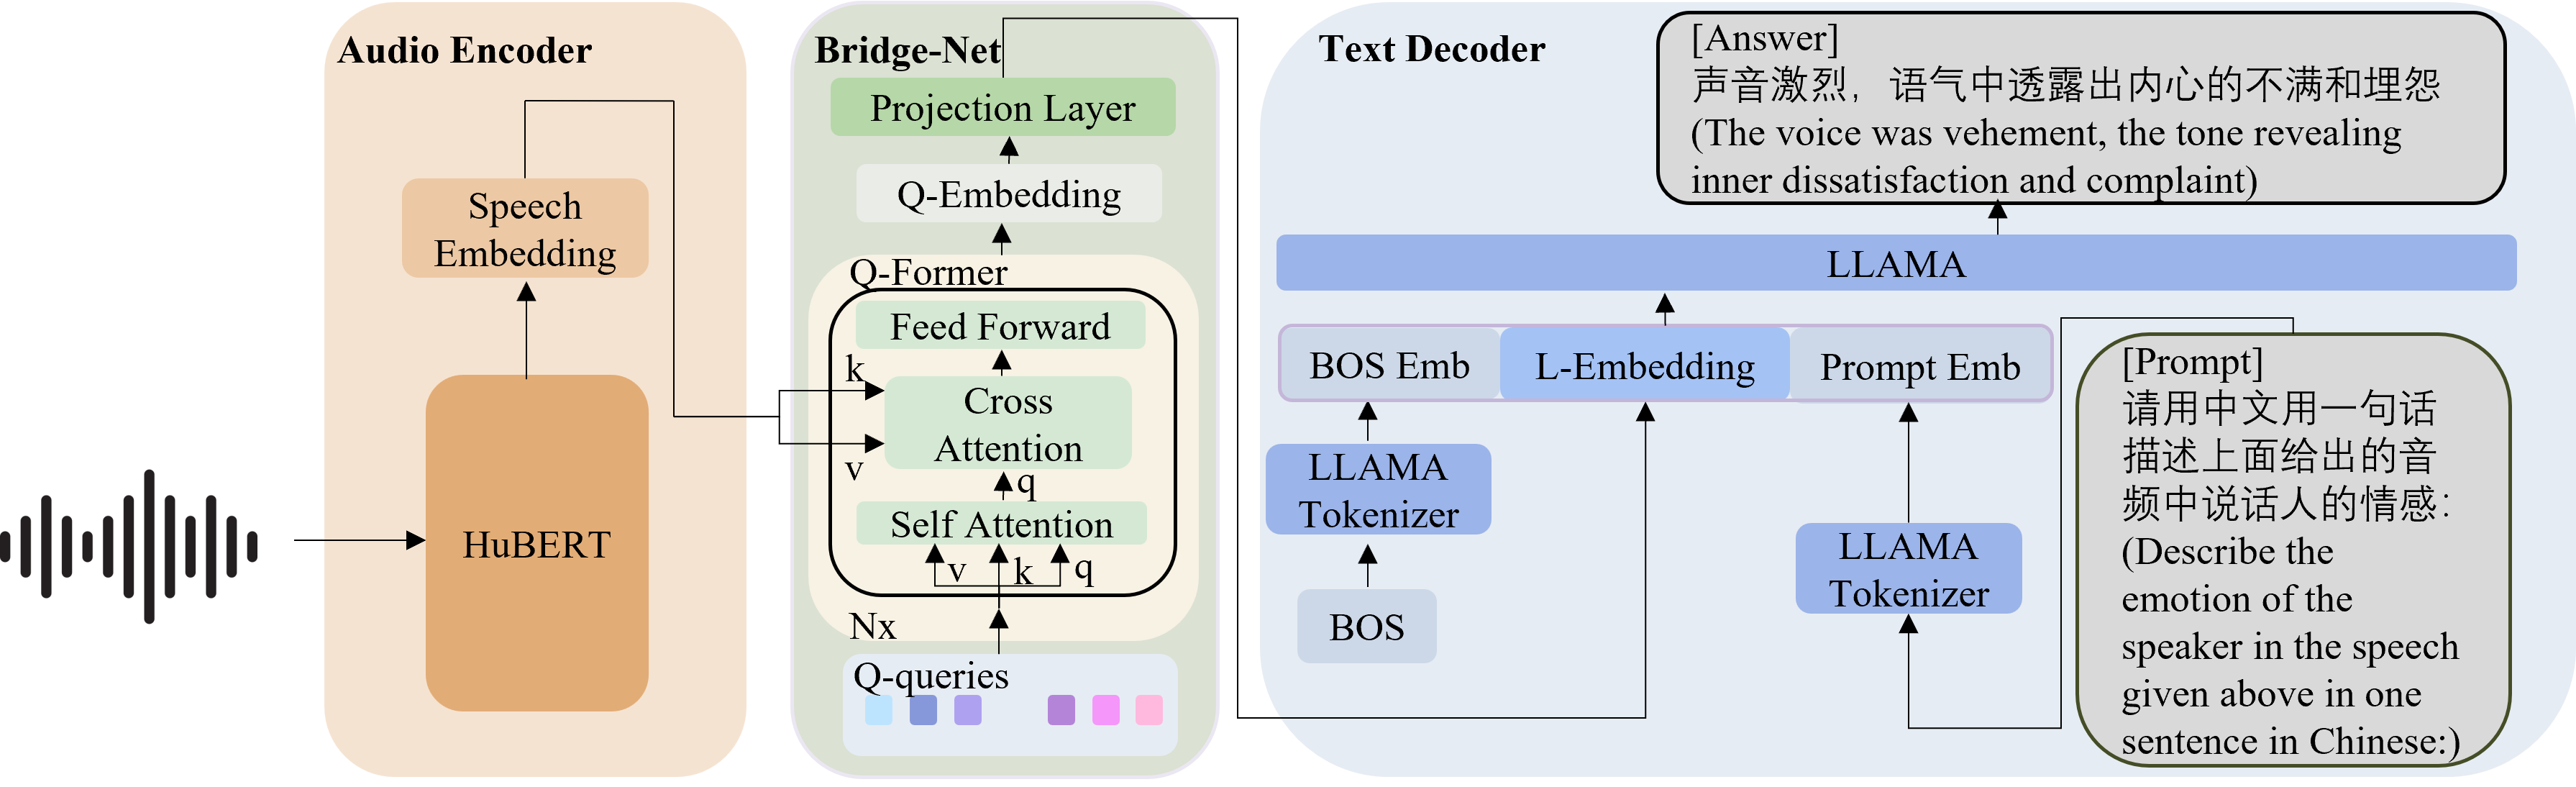 Audio Encoder
Speech
Embedding
HuBERT
Bridge-Net
Projection Layer
Q-Embedding
Q-Former
Feed Forward
k
Cross
Attention
v
q
Self Attention
v
k
q
Nx
Q-queries
Text Decoder
[Answer]
声音激烈，语气中透露出内心的不满和埋怨
(The voice was vehement, the tone revealing
inner dissatisfaction and complaint)
LLAMA
BOS Emb
L-Embedding
Prompt Emb
LLAMA
Tokenizer
BOS
LLAMA
Tokenizer
[Prompt]
请用中文用一句话
描述上面给出的音
频中说话人的情感：
(Describe the
emotion of the
speaker in the speech
given above in one
sentence in Chinese:)